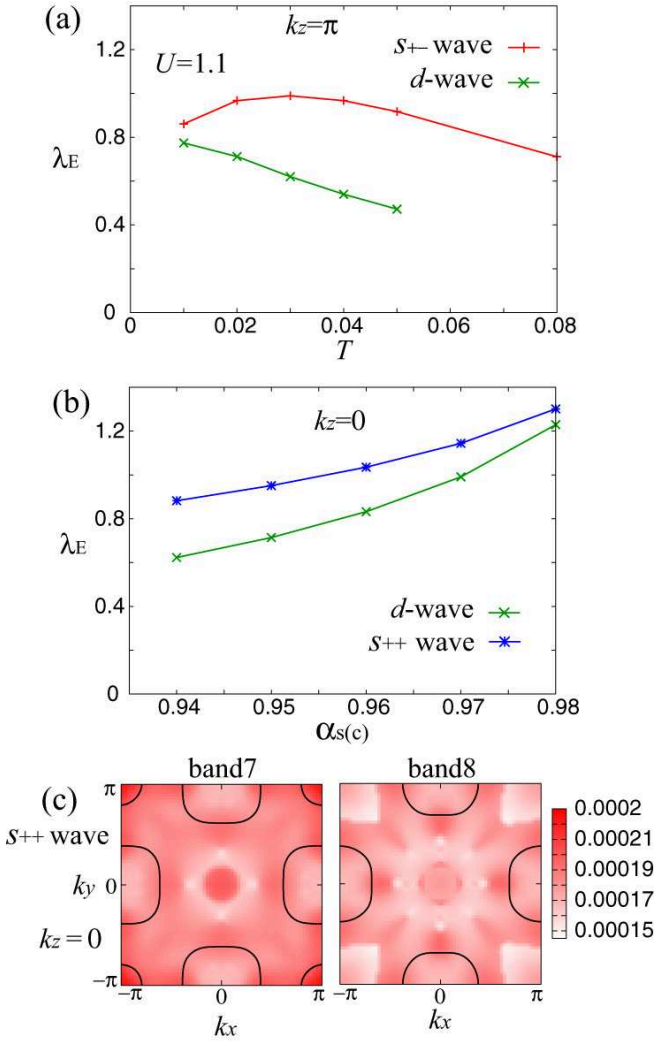 (a)
kz=π
U=1.1
s+− wave
d-wave
1.2
0.8
0.4
0
λE
0 0.02 0.04 0.06 0.08
T
(b)
kz=0
1.2
0.8
0.4
0
λE
d-wave
s++ wave
0.94 0.95 0.96 0.97 0.98
αs(c)
(c)
band7 band8
s++ wave
kz=0
π
ky 0
−π
−π 0 π −π 0 π
kx kx
0.0002
0.00021
0.00019
0.00017
0.00015